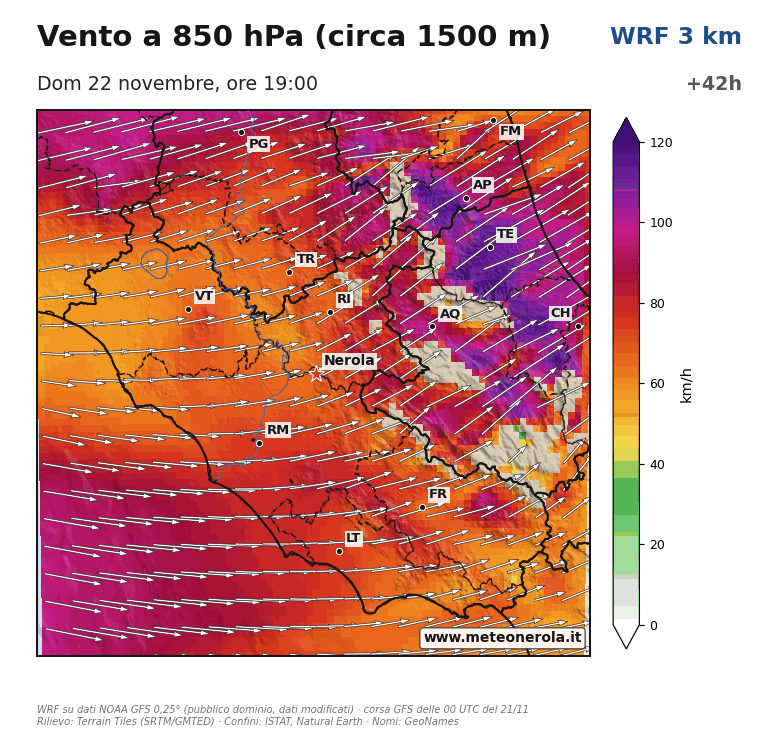 Vento a 850 hPa (circa 1500 m)
WRF 3 km
Dom 22 novembre, ore 19:00
+42h
FM
PG
AP
TE
TR
VT
RI
AQ
CH
Nerola
RM
FR
LT
www.meteonerola.it
120
100
80
60
40
20
0
km/h
WRF su dati NOAA GFS 0,25° (pubblico dominio, dati modificati) · corsa GFS delle 00 UTC del 21/11
Rilievo: Terrain Tiles (SRTM/GMTED) · Confini: ISTAT, Natural Earth · Nomi: GeoNames